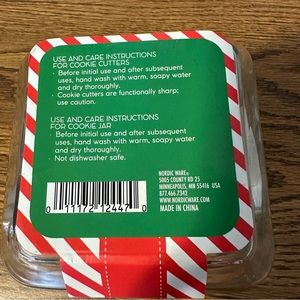 USE AND CARE INSTRUCTIONS
FOR COOKIE CUTTERS
• Before initial use and after subsequent
uses, hand wash with warm, soapy water
and dry thoroughly.
• Cookie cutters are functionally sharp;
use caution.
USE AND CARE INSTRUCTIONS
FOR COOKIE JAR
• Before initial use and after subsequent
uses, hand wash with warm, soapy water
and dry thoroughly.
• Not dishwasher safe.
NORDIC WARE®
5005 COUNTY RD 25
MINNEAPOLIS, MN 55416 USA
877.466.7342
WWW.NORDICWARE.COM
MADE IN CHINA
0 11172 12447 0